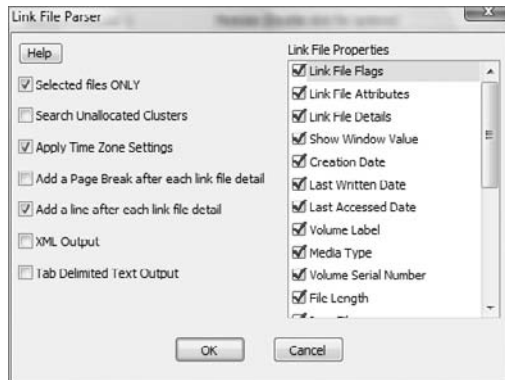 Link File Parser
Help
Selected files ONLY
Search Unallocated Clusters
Apply Time Zone Settings
Add a Page Break after each link file detail
Add a line after each link file detail
XML Output
Tab Delimited Text Output
Link File Properties
Link File Flags
Link File Attributes
Link File Details
Show Window Value
Creation Date
Last Written Date
Last Accessed Date
Volume Label
Media Type
Volume Serial Number
File Length
OK
Cancel